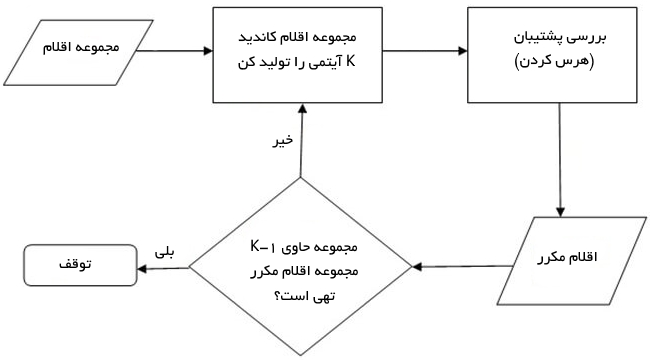 مجموعه اقلام
مجموعه اقلام کاندید
K آیتمی را تولید کن
بررسی پشتیبان
(هرس کردن)
اقلام مکرر
مجموعه حاوی K-۱
مجموعه اقلام مکرر
تهی است؟
خیر
بلی
توقف